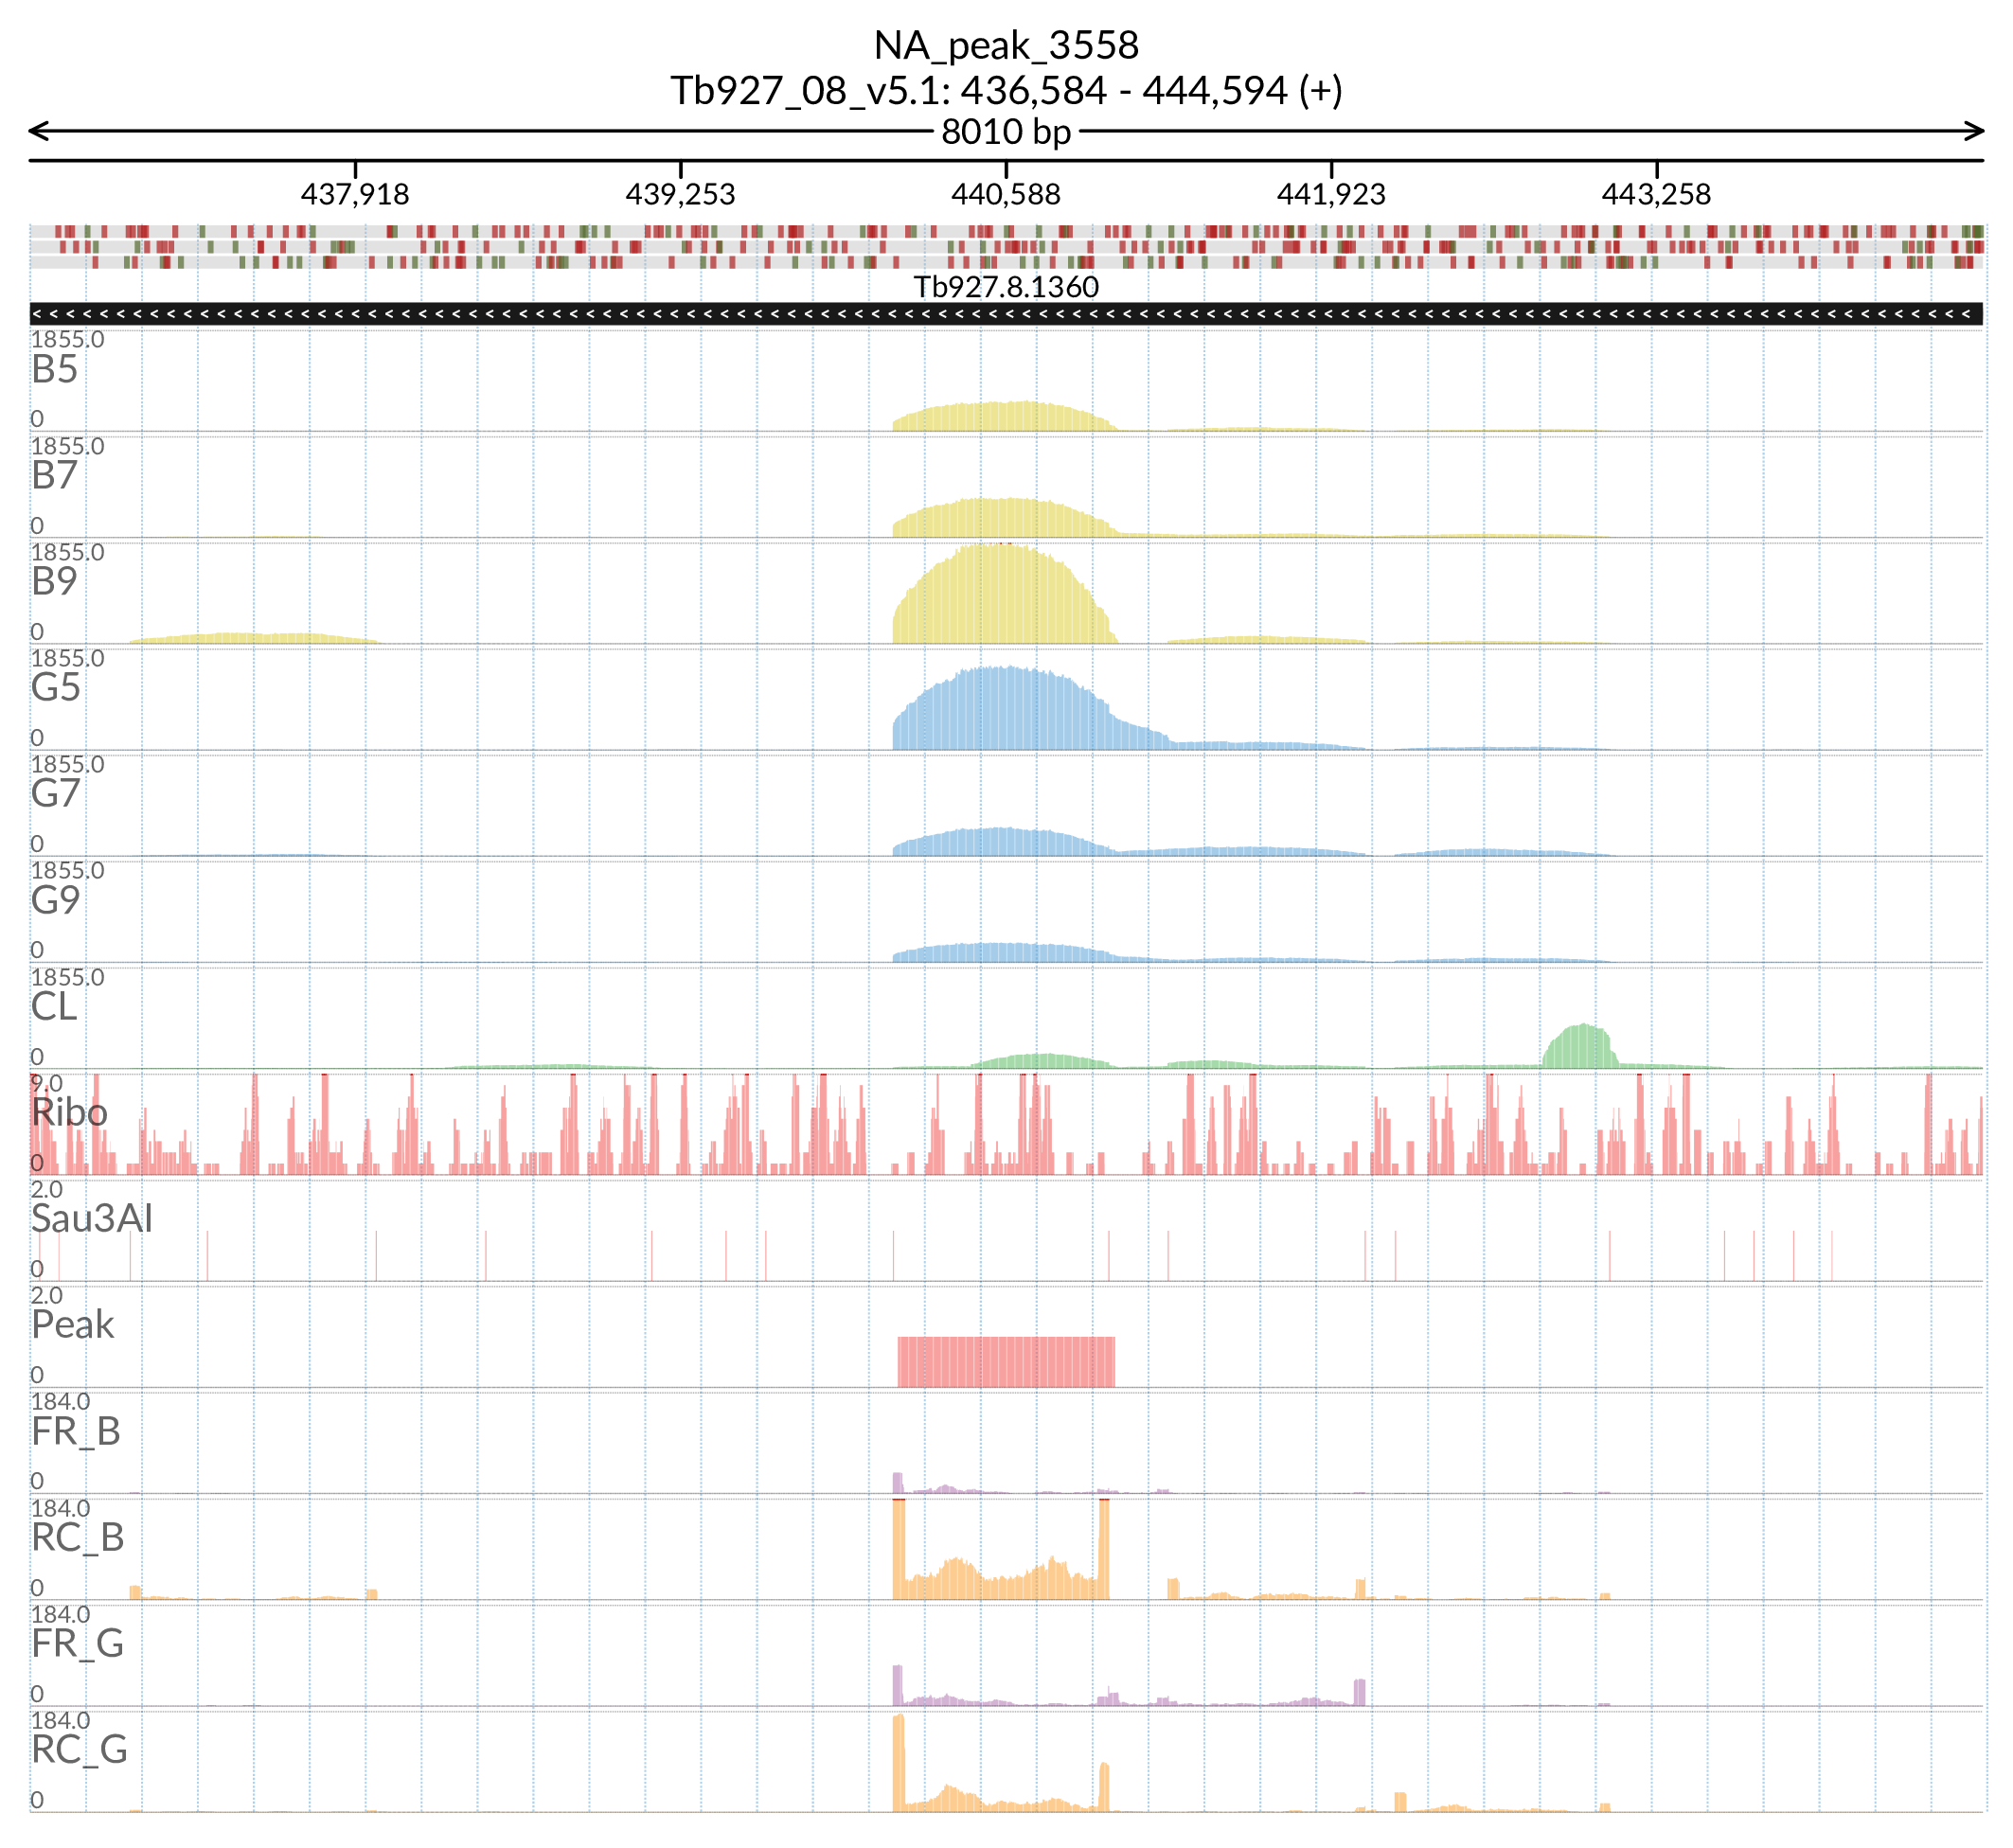 NA_peak_3558
Tb927_08_v5.1: 436,584 - 444,594 (+)
8010 bp
437,918 439,253 440,588 441,923 443,258
Tb927.8.1360
1855.0
B5
0
1855.0
B7
0
1855.0
B9
0
1855.0
G5
0
1855.0
G7
0
1855.0
G9
0
1855.0
CL
0
9.0
Ribo
0
2.0
Sau3AI
0
2.0
Peak
0
184.0
FR_B
0
184.0
RC_B
0
184.0
FR_G
0
184.0
RC_G
0